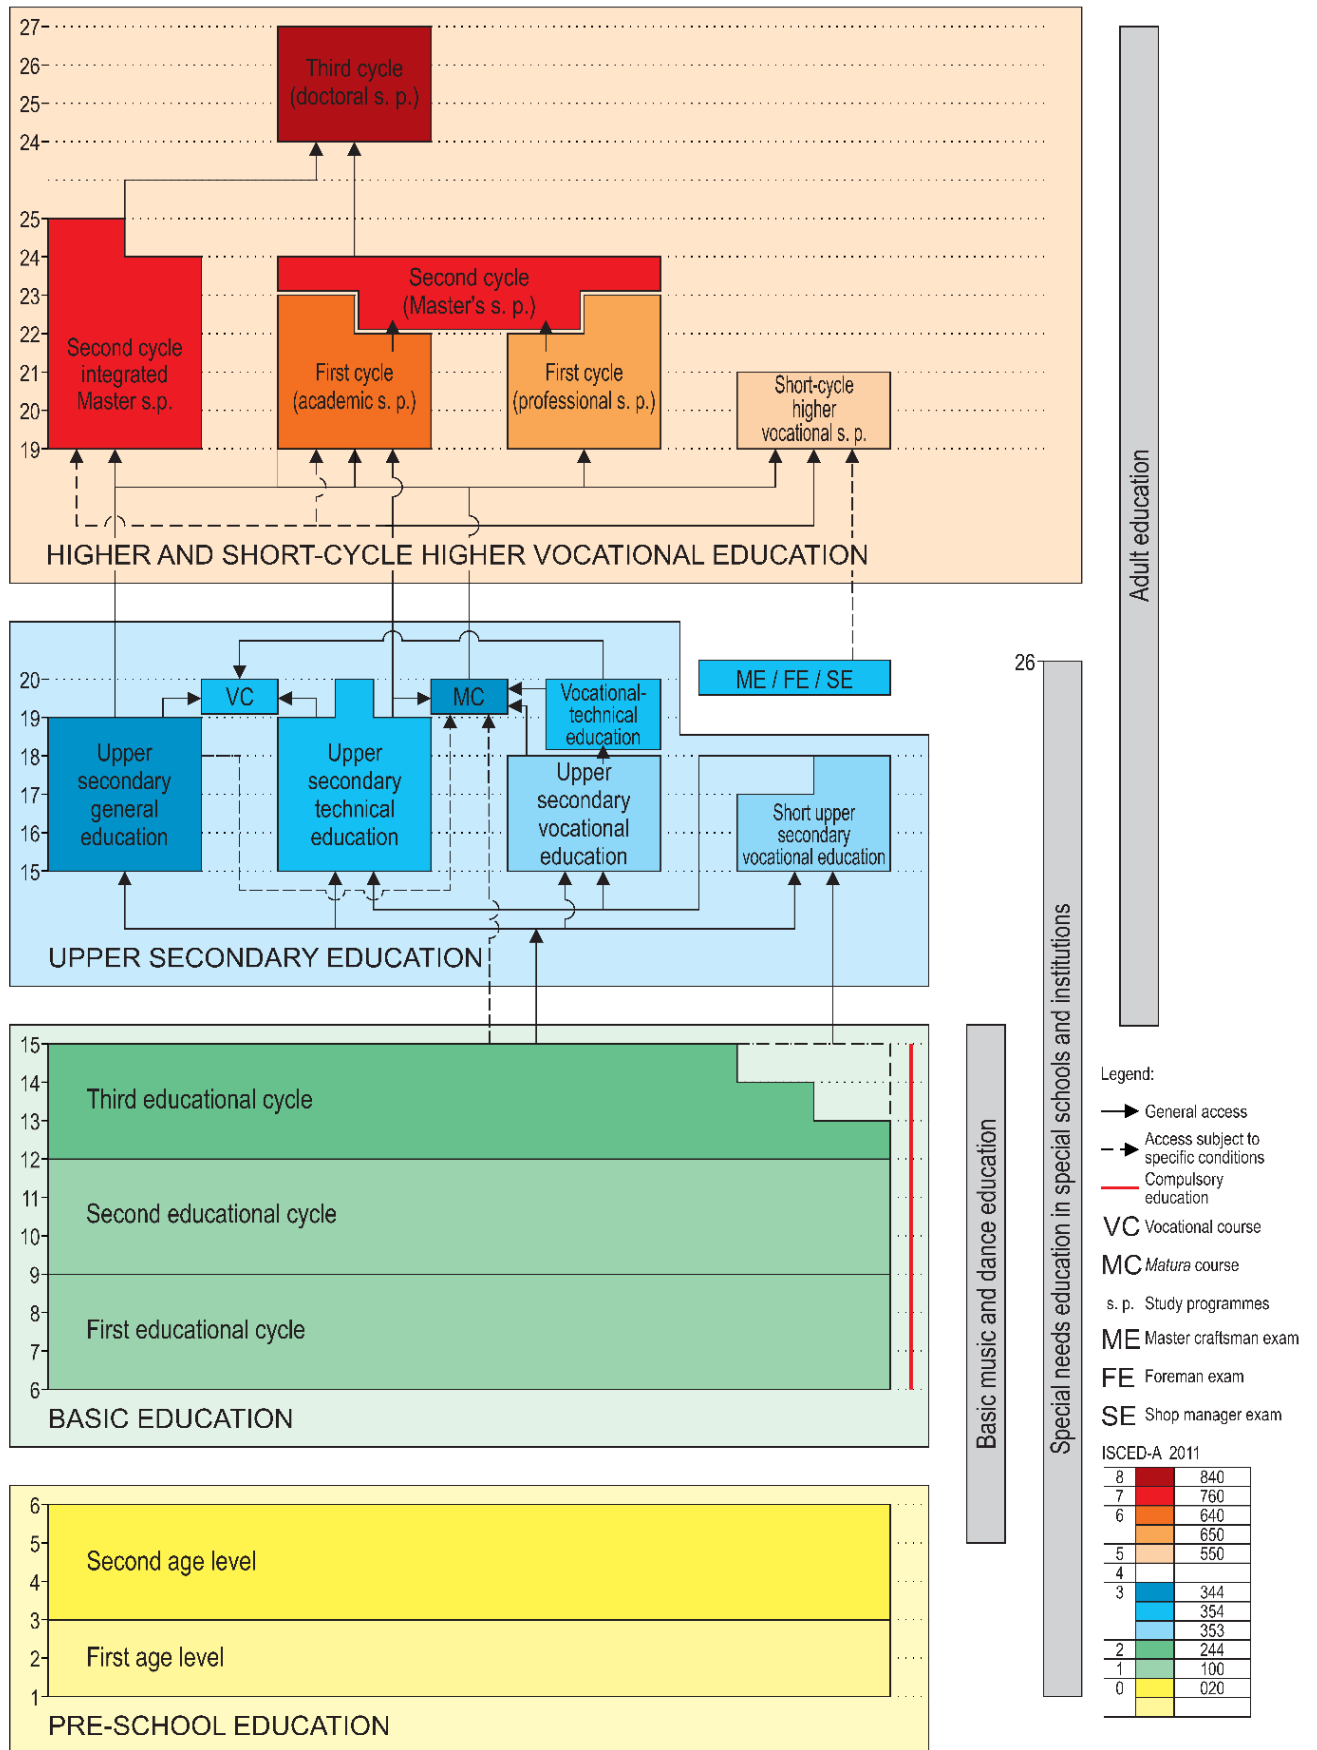 27
26
25
24
Third cycle
(doctoral s. p.)
25
24
23
22
21
20
19
Second cycle
integrated
Master s.p.
Second cycle
(Master's s. p.)
First cycle
(academic s. p.)
First cycle
(professional s. p.)
Short-cycle
higher
vocational s. p.
HIGHER AND SHORT-CYCLE HIGHER VOCATIONAL EDUCATION
20
19
18
17
16
15
VC
MC
Vocational-
technical
education
ME / FE / SE
Upper
secondary
general
education
Upper
secondary
technical
education
Upper
secondary
vocational
education
Short upper
secondary
vocational education
UPPER SECONDARY EDUCATION
15
14
13
12
11
10
9
8
7
6
Third educational cycle
Second educational cycle
First educational cycle
BASIC EDUCATION
6
5
4
3
2
1
Second age level
First age level
PRE-SCHOOL EDUCATION
Basic music and dance education
26
Special needs education in special schools and institutions
Adult education
Legend:
General access
Access subject to
specific conditions
Compulsory
education
VC Vocational course
MC Matura course
s. p. Study programmes
ME Master craftsman exam
FE Foreman exam
SE Shop manager exam
ISCED-A 2011
8 840
7 760
6 640
650
5 550
4
3 344
354
353
2 244
1 100
0 020